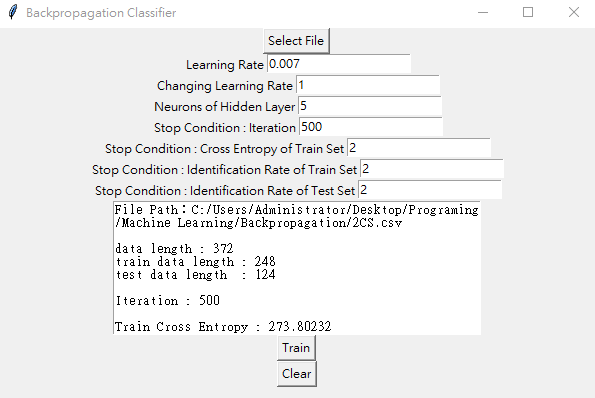 Backpropagation Classifier
Select File
Learning Rate 0.007
Changing Learning Rate 1
Neurons of Hidden Layer 5
Stop Condition : Iteration 500
Stop Condition : Cross Entropy of Train Set 2
Stop Condition : Identification Rate of Train Set 2
Stop Condition : Identification Rate of Test Set 2
File Path：C:/Users/Administrator/Desktop/Programing
/Machine Learning/Backpropagation/2CS.csv
data length : 372
train data length : 248
test data length  : 124
Iteration : 500
Train Cross Entropy : 273.80232
Train
Clear